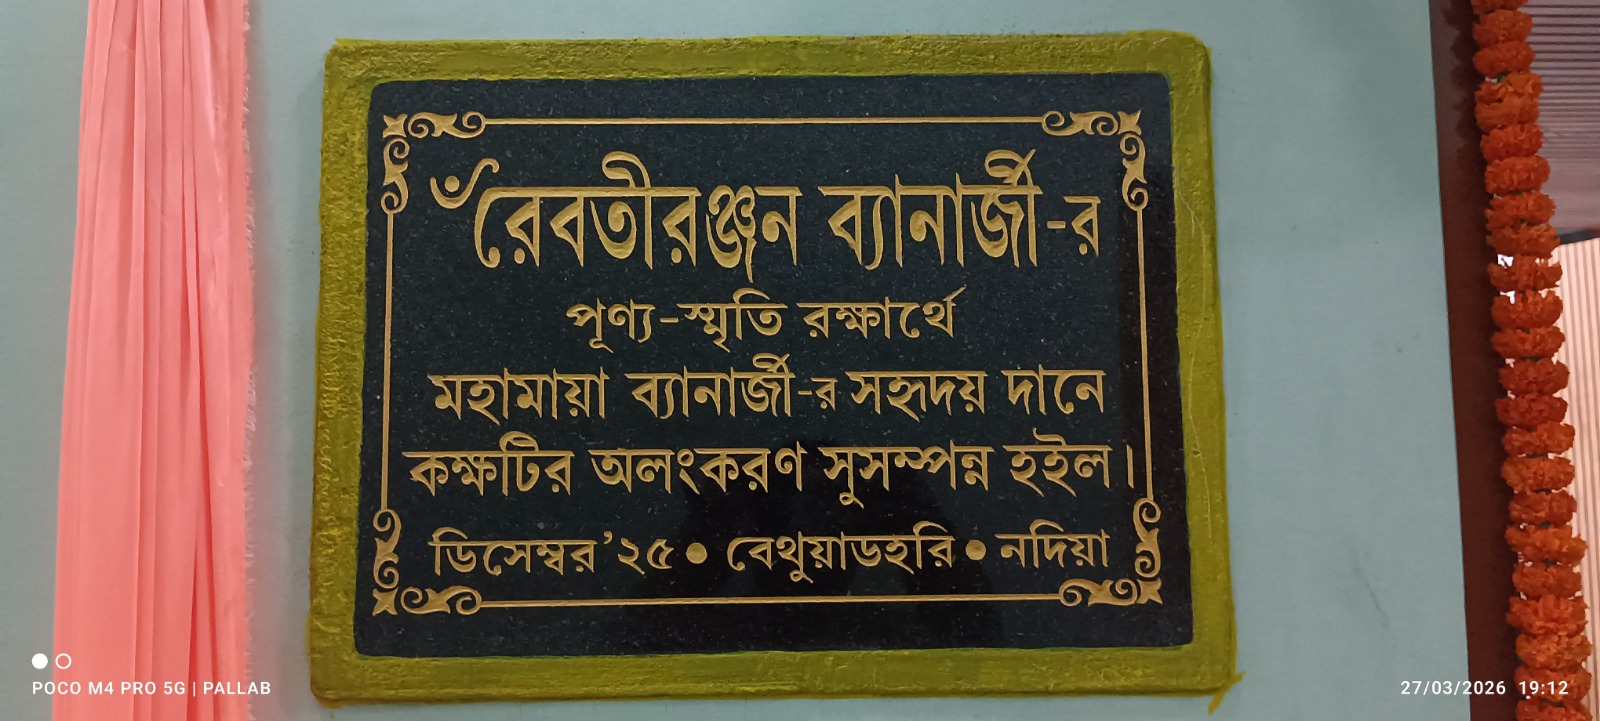 ঁরেবতীরঞ্জন ব্যানার্জী-র
পূণ্য-স্মৃতি রক্ষার্থে
মহামায়া ব্যানার্জী-র সহৃদয় দানে
কক্ষটির অলংকরণ সুসম্পন্ন হইল।
ডিসেম্বর '২৫ • বেথুয়াডহরি • নদিয়া
POCO M4 PRO 5G | PALLAB
27/03/2026 19:12